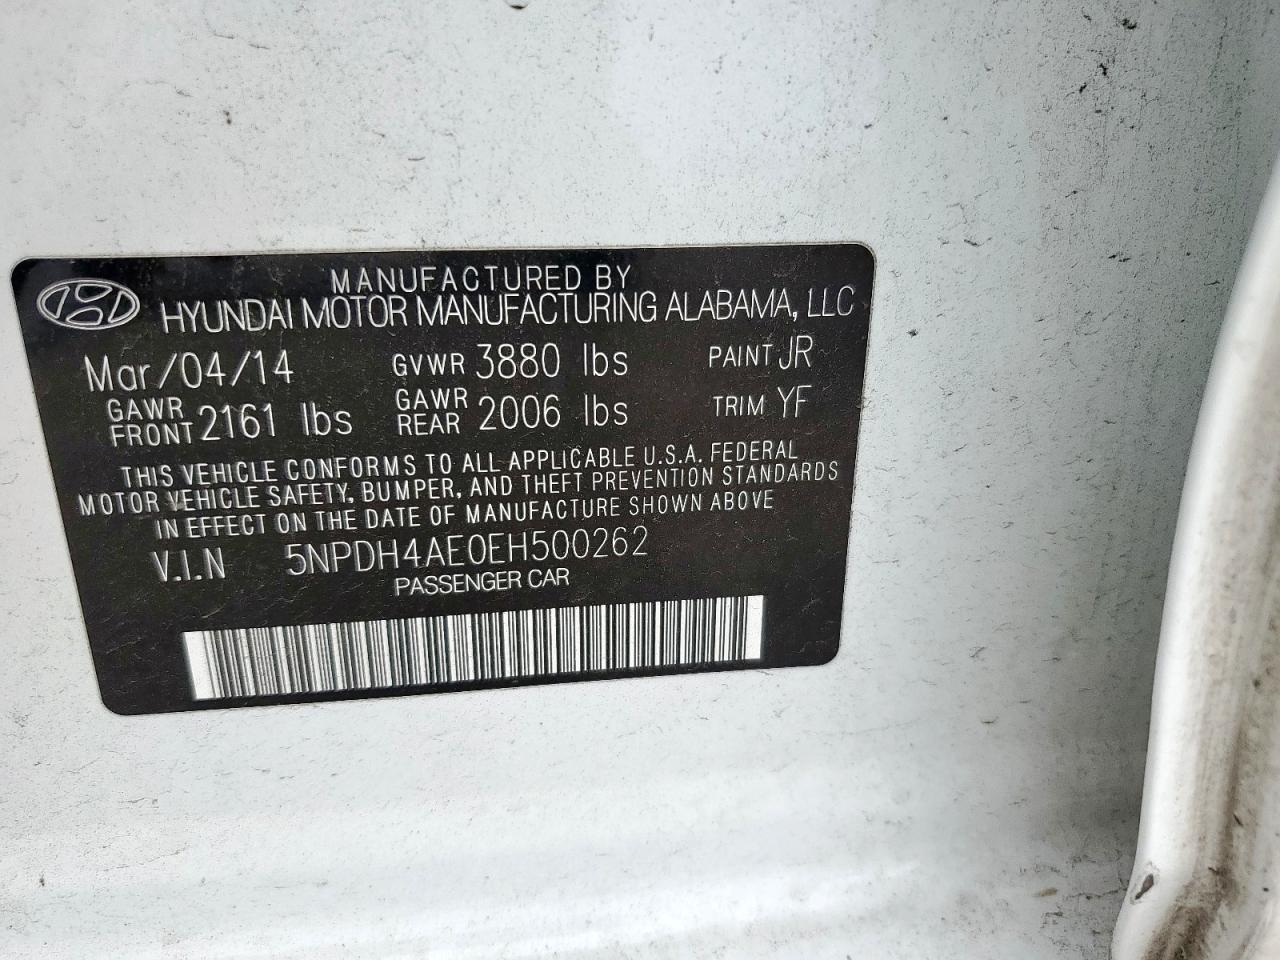 MANUFACTURED BY
HYUNDAI MOTOR MANUFACTURING ALABAMA, LLC
Mar/04/14 GVWR 3880 lbs PAINT JR
GAWR FRONT 2161 lbs GAWR REAR 2006 lbs TRIM YF
THIS VEHICLE CONFORMS TO ALL APPLICABLE U.S.A. FEDERAL
MOTOR VEHICLE SAFETY, BUMPER, AND THEFT PREVENTION STANDARDS
IN EFFECT ON THE DATE OF MANUFACTURE SHOWN ABOVE
V.I.N 5NPDH4AE0EH500262
PASSENGER CAR